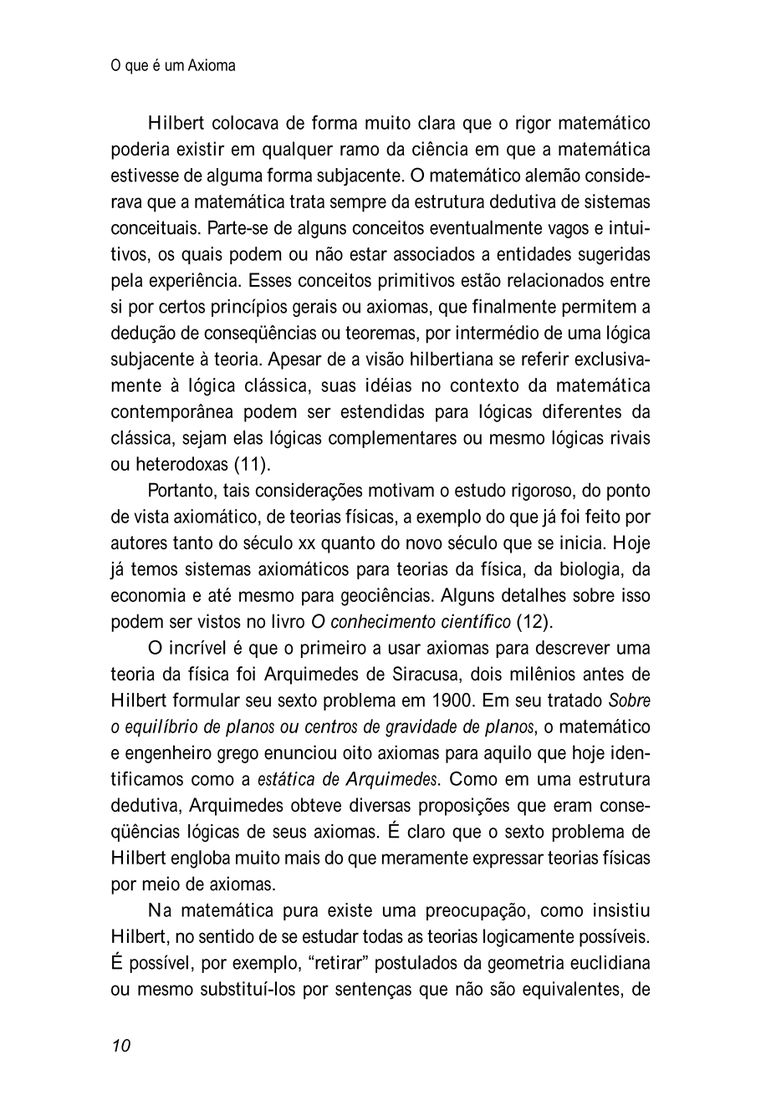 O que é um Axioma
Hilbert colocava de forma muito clara que o rigor matemático
poderia existir em qualquer ramo da ciência em que a matemática
estivesse de alguma forma subjacente. O matemático alemão conside-
rava que a matemática trata sempre da estrutura dedutiva de sistemas
conceituais. Parte-se de alguns conceitos eventualmente vagos e intui-
tivos, os quais podem ou não estar associados a entidades sugeridas
pela experiência. Esses conceitos primitivos estão relacionados entre
si por certos princípios gerais ou axiomas, que finalmente permitem a
dedução de conseqüências ou teoremas, por intermédio de uma lógica
subjacente à teoria. Apesar de a visão hilbertiana se referir exclusiva-
mente à lógica clássica, suas idéias no contexto da matemática
contemporânea podem ser estendidas para lógicas diferentes da
clássica, sejam elas lógicas complementares ou mesmo lógicas rivais
ou heterodoxas (11).
Portanto, tais considerações motivam o estudo rigoroso, do ponto
de vista axiomático, de teorias físicas, a exemplo do que já foi feito por
autores tanto do século xx quanto do novo século que se inicia. Hoje
já temos sistemas axiomáticos para teorias da física, da biologia, da
economia e até mesmo para geociências. Alguns detalhes sobre isso
podem ser vistos no livro O conhecimento científico (12).
O incrível é que o primeiro a usar axiomas para descrever uma
teoria da física foi Arquimedes de Siracusa, dois milênios antes de
Hilbert formular seu sexto problema em 1900. Em seu tratado Sobre
o equilíbrio de planos ou centros de gravidade de planos, o matemático
e engenheiro grego enunciou oito axiomas para aquilo que hoje iden-
tificamos como a estática de Arquimedes. Como em uma estrutura
dedutiva, Arquimedes obteve diversas proposições que eram conse-
qüências lógicas de seus axiomas. É claro que o sexto problema de
Hilbert engloba muito mais do que meramente expressar teorias físicas
por meio de axiomas.
Na matemática pura existe uma preocupação, como insistiu
Hilbert, no sentido de se estudar todas as teorias logicamente possíveis.
É possível, por exemplo, “retirar” postulados da geometria euclidiana
ou mesmo substituí-los por sentenças que não são equivalentes, de
10